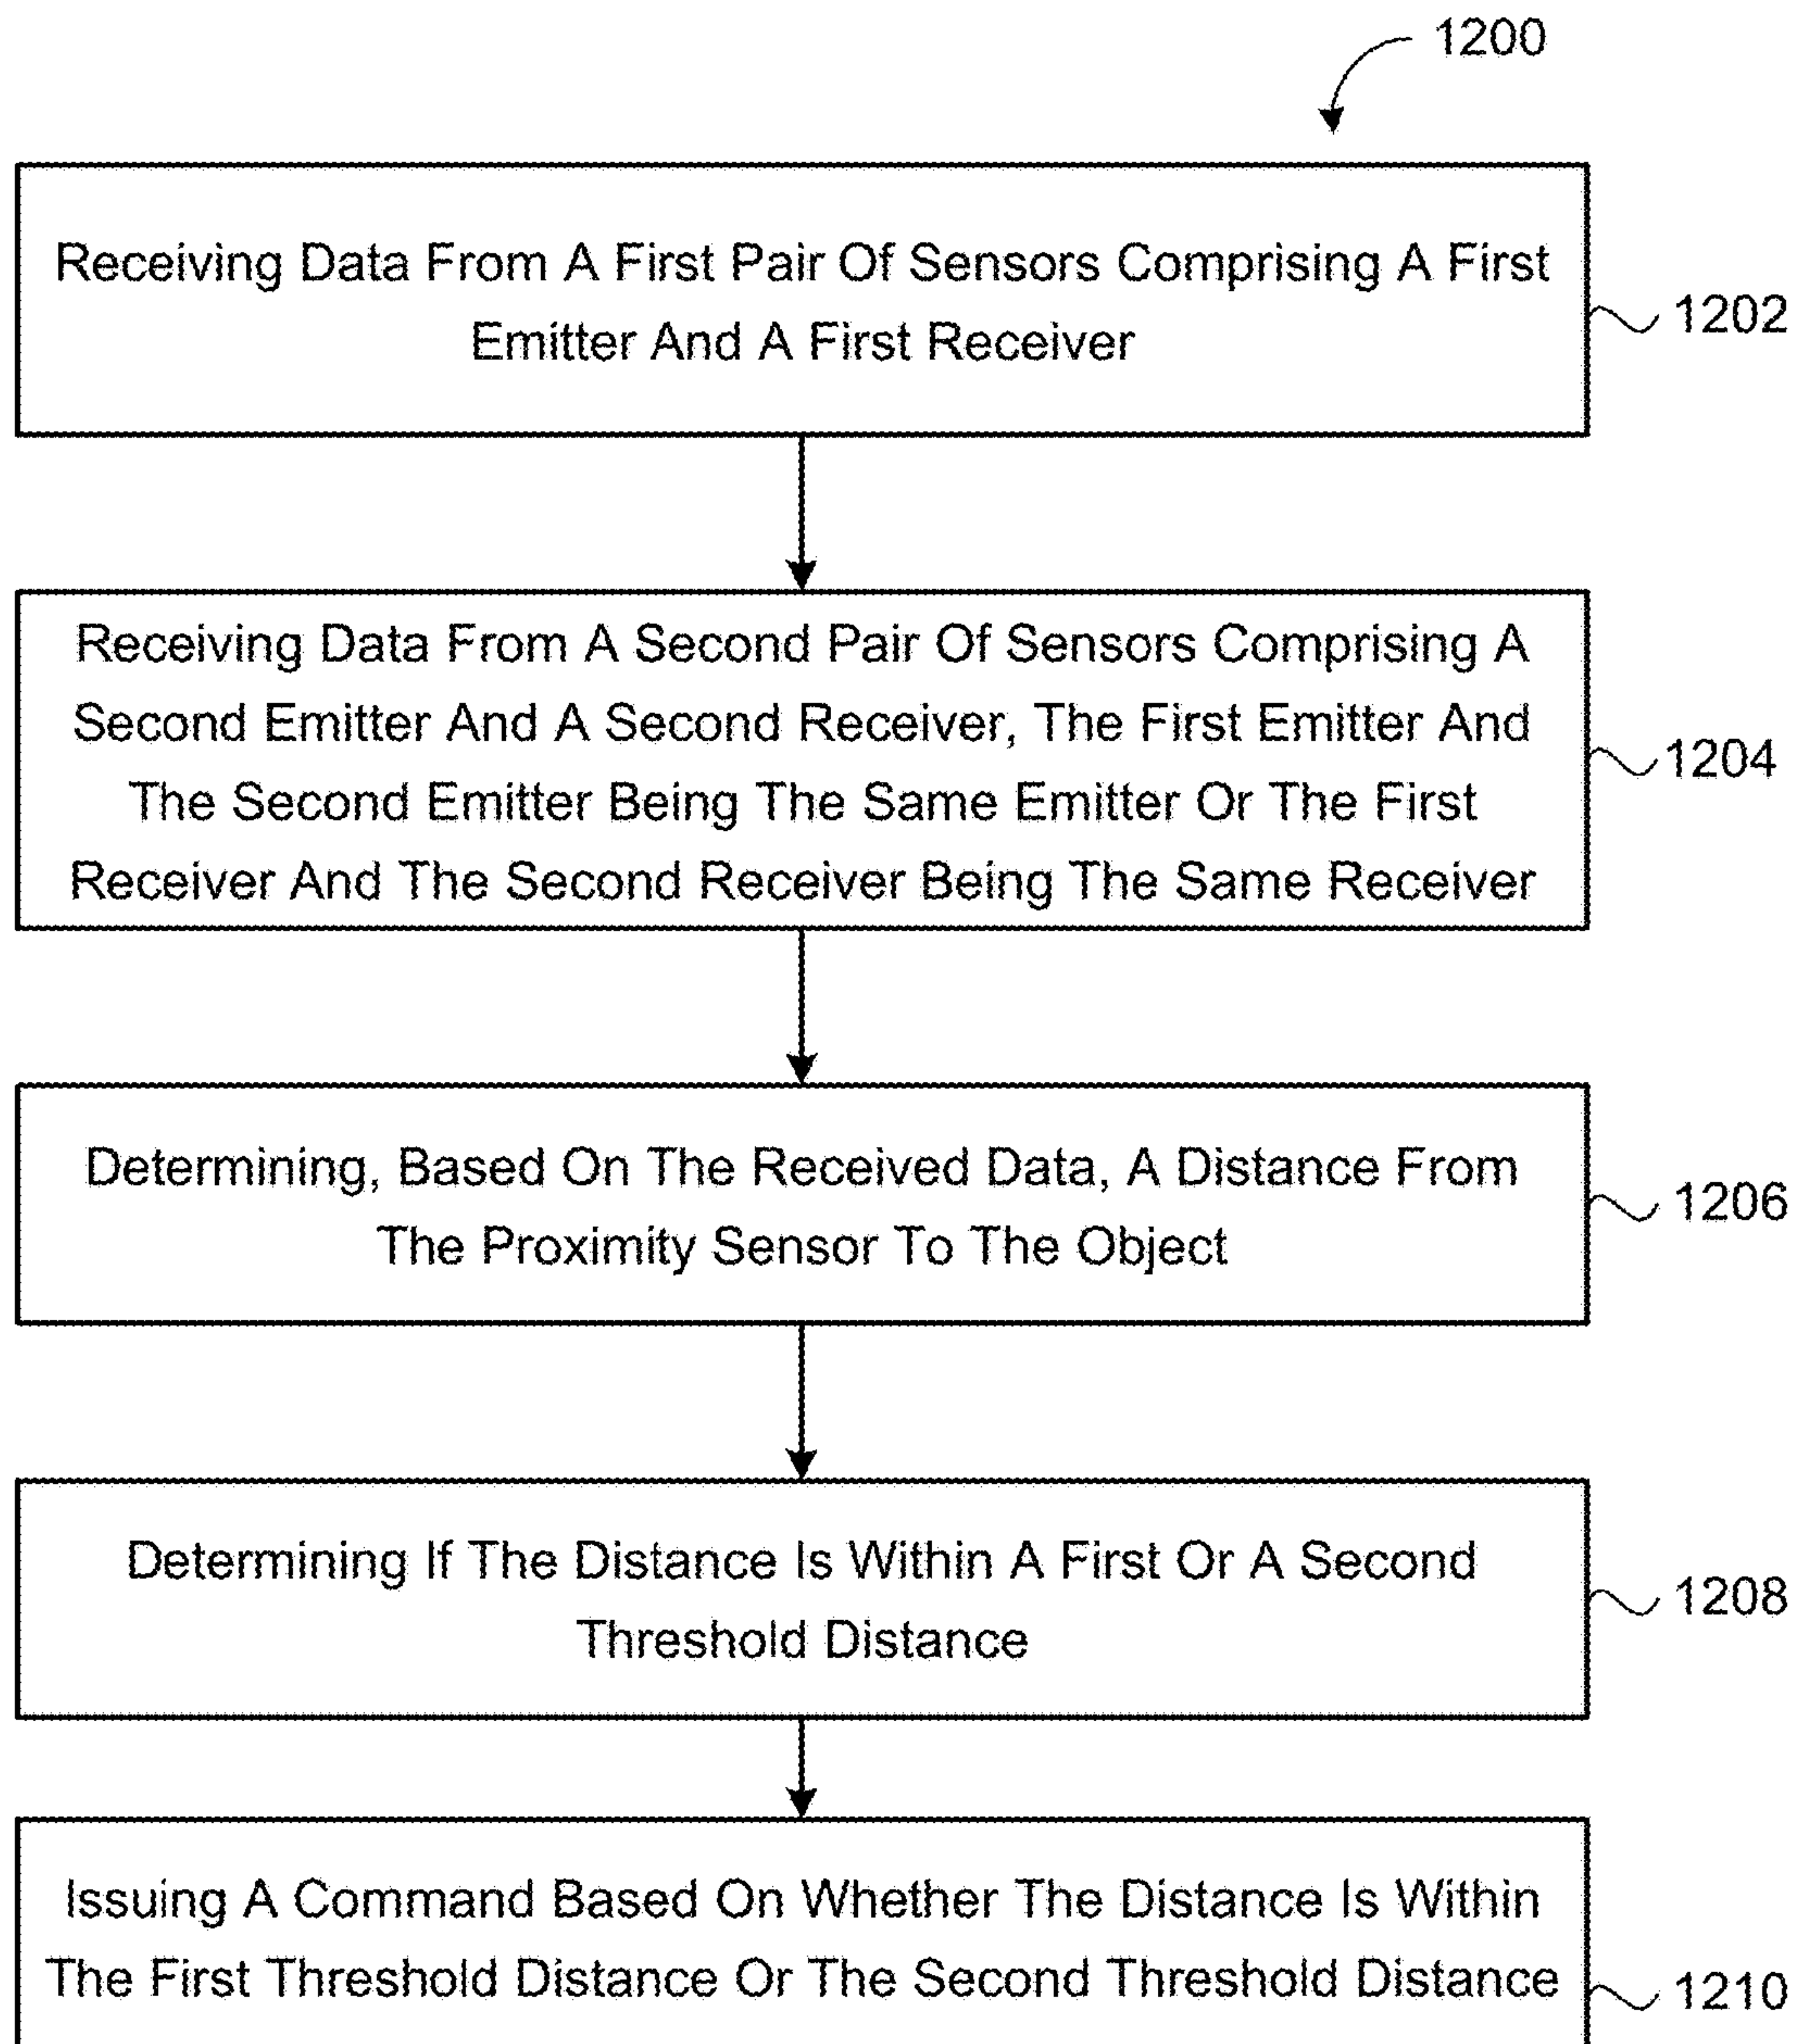 1200
Receiving Data From A First Pair Of Sensors Comprising A First
Emitter And A First Receiver
1202
Receiving Data From A Second Pair Of Sensors Comprising A
Second Emitter And A Second Receiver, The First Emitter And
The Second Emitter Being The Same Emitter Or The First
Receiver And The Second Receiver Being The Same Receiver
1204
Determining, Based On The Received Data, A Distance From
The Proximity Sensor To The Object
1206
Determining If The Distance Is Within A First Or A Second
Threshold Distance
1208
Issuing A Command Based On Whether The Distance Is Within
The First Threshold Distance Or The Second Threshold Distance
1210